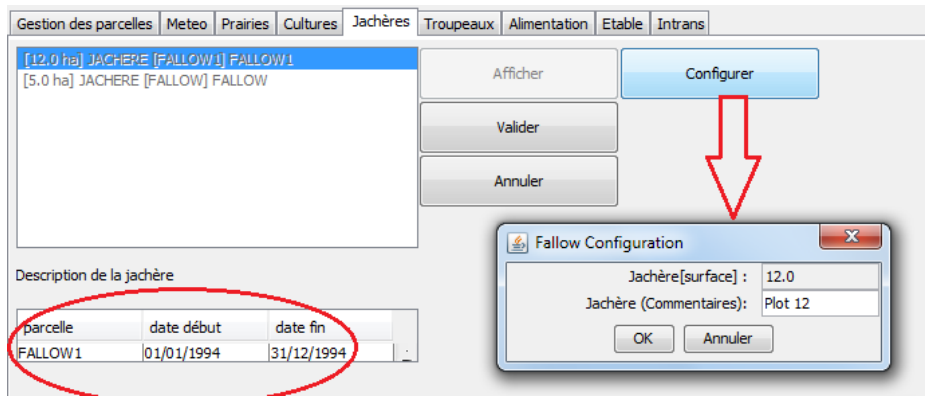 Gestion des parcelles Meteo Prairies Cultures Jachères Troupeaux Alimentation Etable Intrans
[12.0 ha] JACHERE [FALLOW1] FALLOW1
[5.0 ha] JACHERE [FALLOW] FALLOW
Afficher Configurer
Valider
Annuler
Fallow Configuration
Jachère[surface] : 12.0
Jachère (Commentaires): Plot 12
OK Annuler
Description de la jachère
parcelle date début date fin
FALLOW1 01/01/1994 31/12/1994